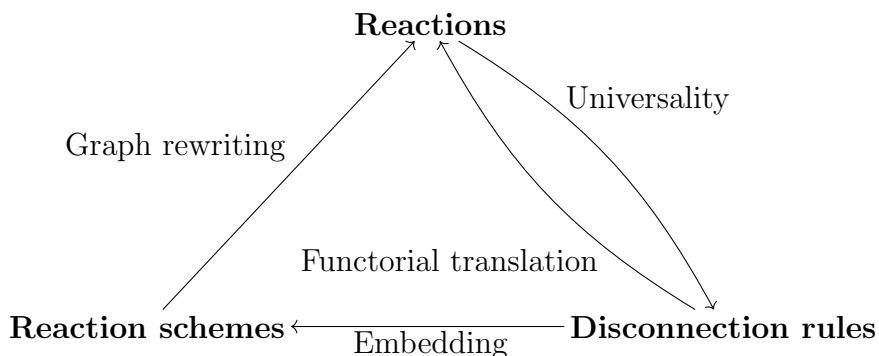 Reactions
Universality
Graph rewriting
Functorial translation
Reaction schemes
Embedding
Disconnection rules